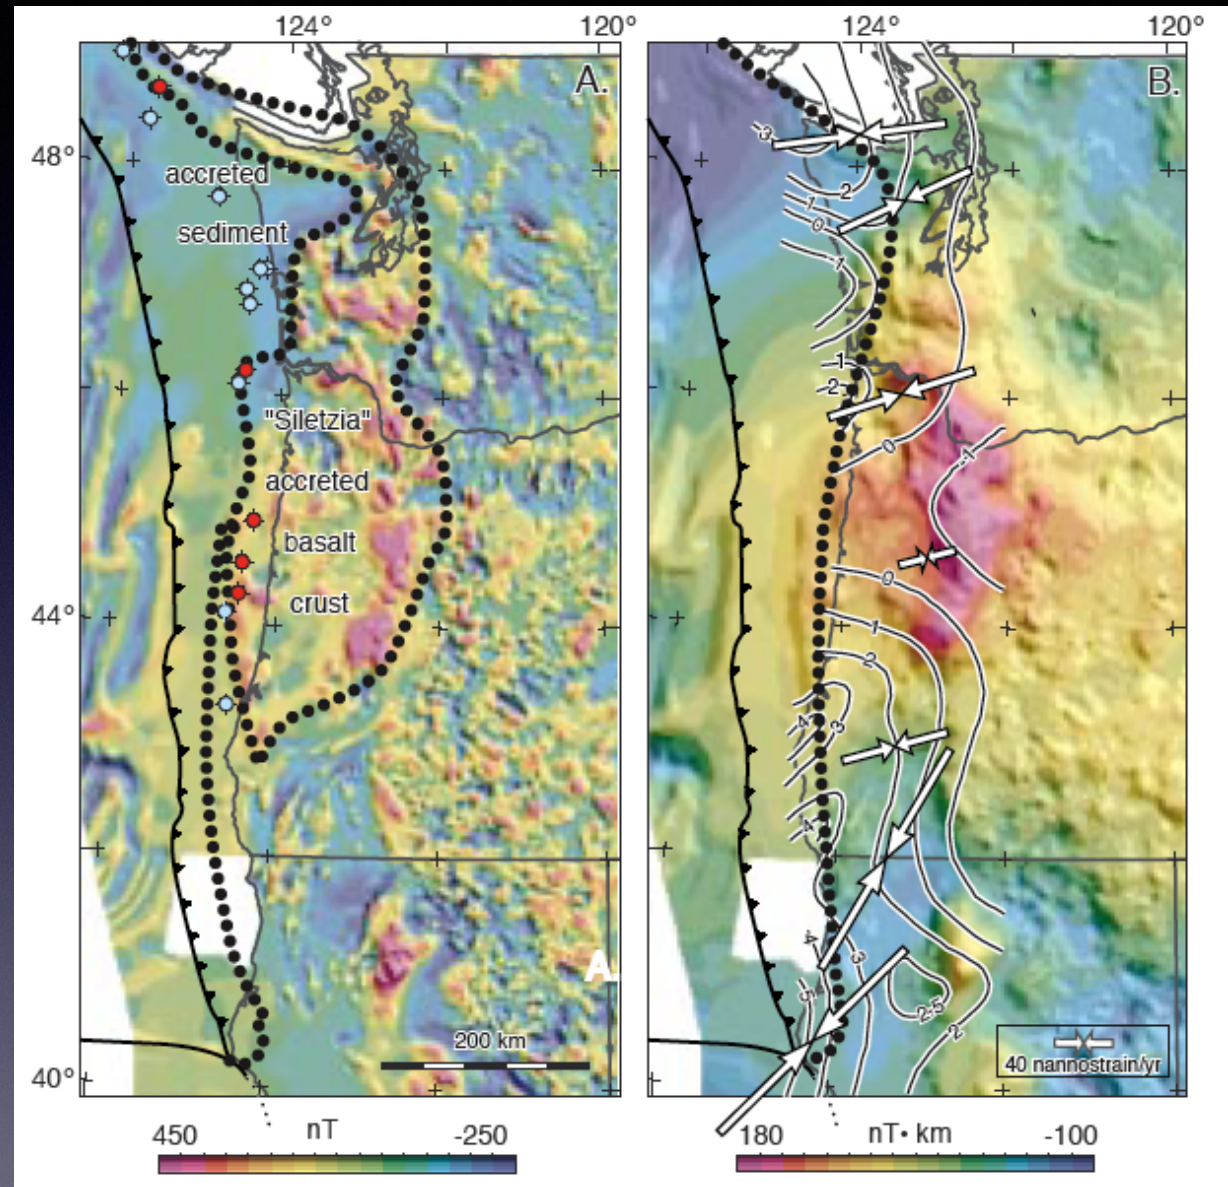 124°
120°
124°
120°
A.
B.
48°
44°
40°
accreted
sediment
"Siletzia"
accreted
basalt
crust
A.
200 km
-3
2
1
0
-1
1
2
0
-1
0
1
2
3
4
4
4
3
5
2.5
2
40 nannostrain/yr
450
nT
-250
180
nT• km
-100